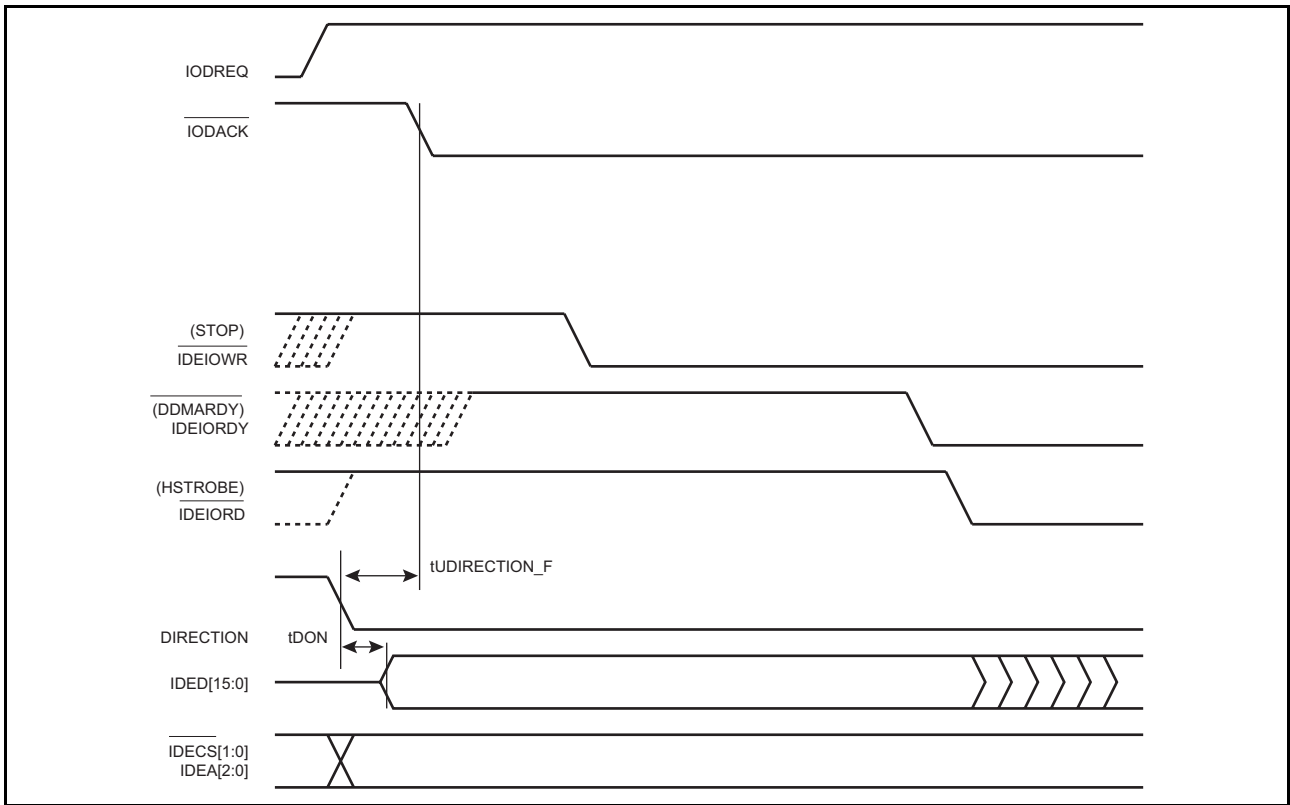 IODREQ
IODACK
(STOP)
IDEIOWR
(DDMARDY)
IDEIORDY
(HSTROBE)
IDEIORD
tUDIRECTION_F
DIRECTION tDON
IDED[15:0]
IDECS[1:0]
IDEA[2:0]